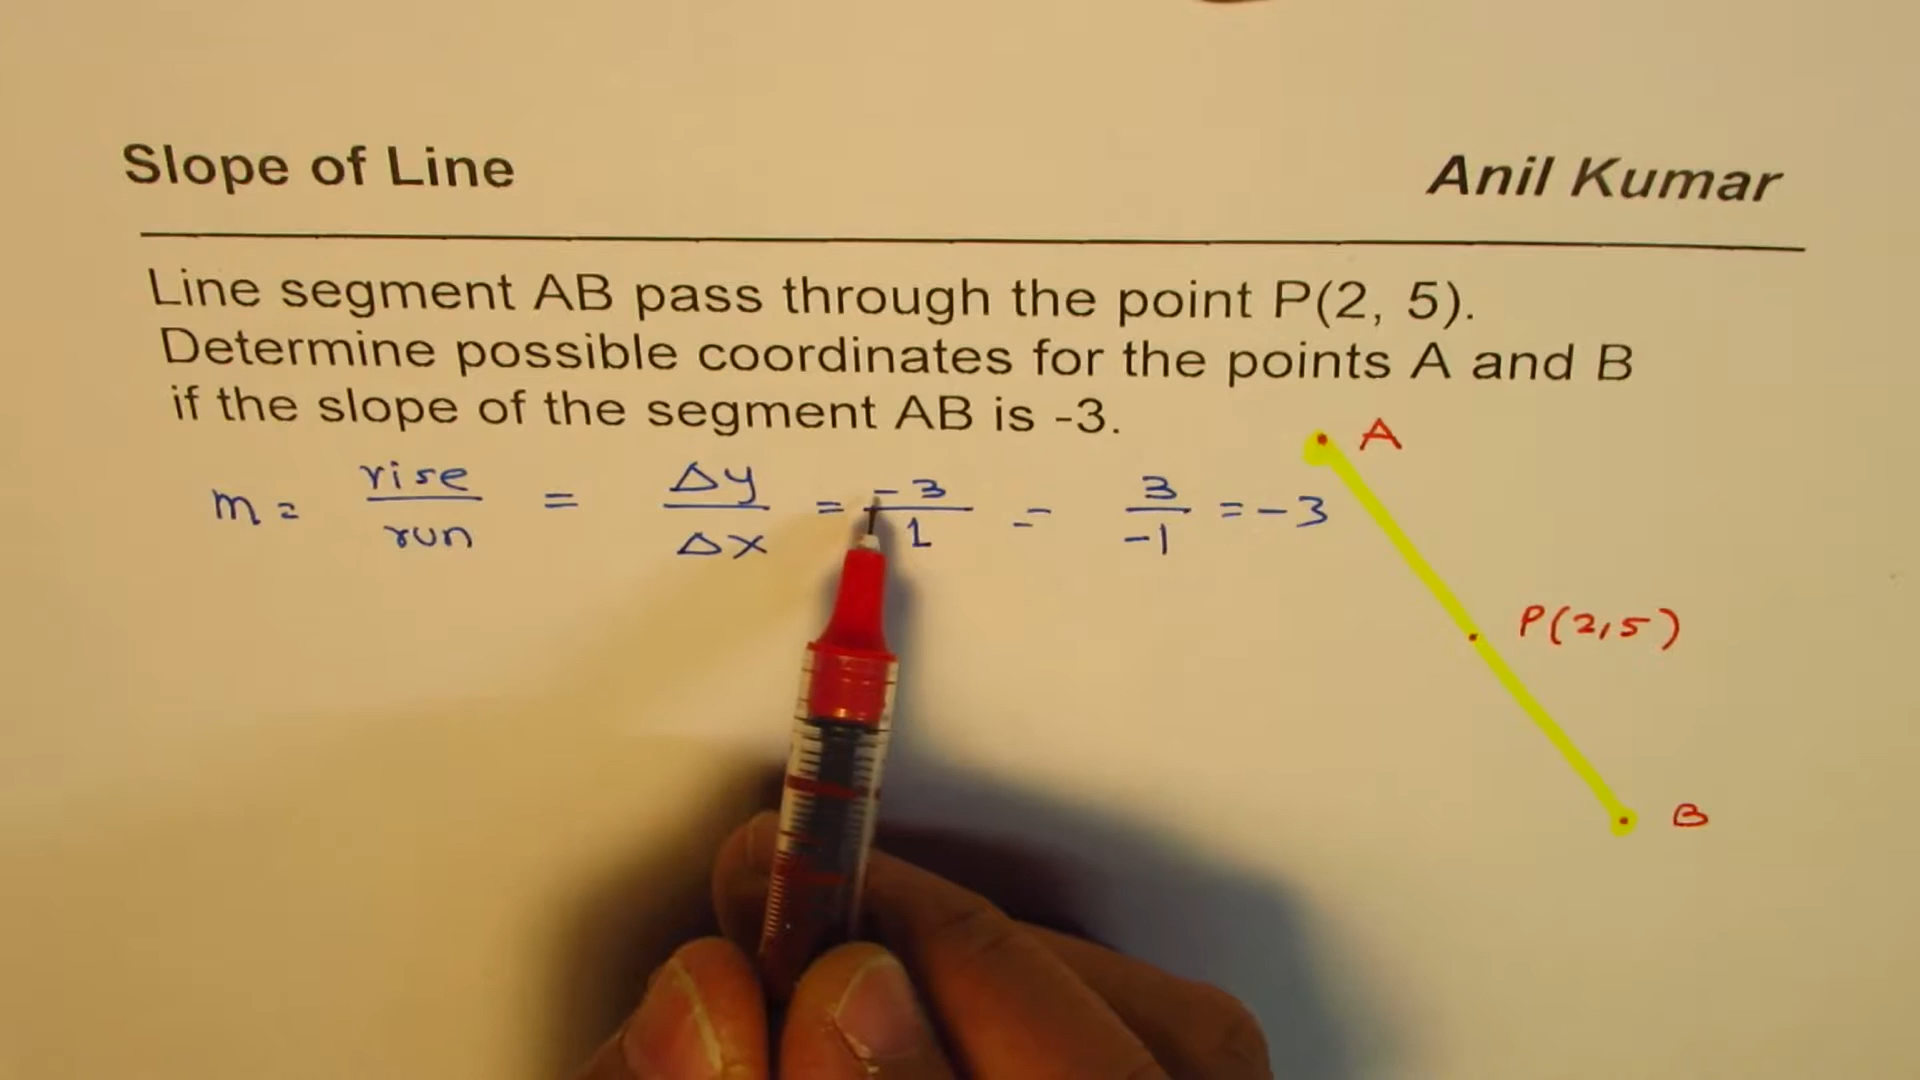 Slope of Line
Anil Kumar
Line segment AB pass through the point P(2, 5).
Determine possible coordinates for the points A and B
if the slope of the segment AB is -3.
m = rise/run = Δy/Δx = -3/1 = 3/-1 = -3
A
P(2,5)
B